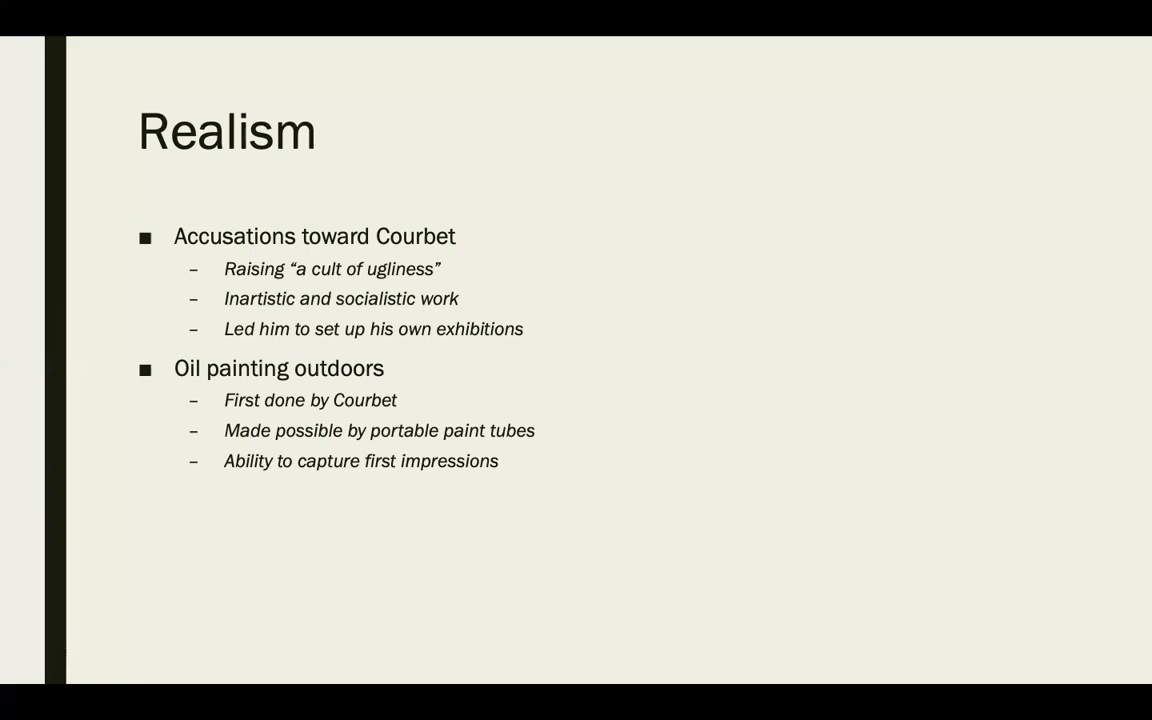 Realism
■ Accusations toward Courbet
– Raising “a cult of ugliness”
– Inartistic and socialistic work
– Led him to set up his own exhibitions
■ Oil painting outdoors
– First done by Courbet
– Made possible by portable paint tubes
– Ability to capture first impressions